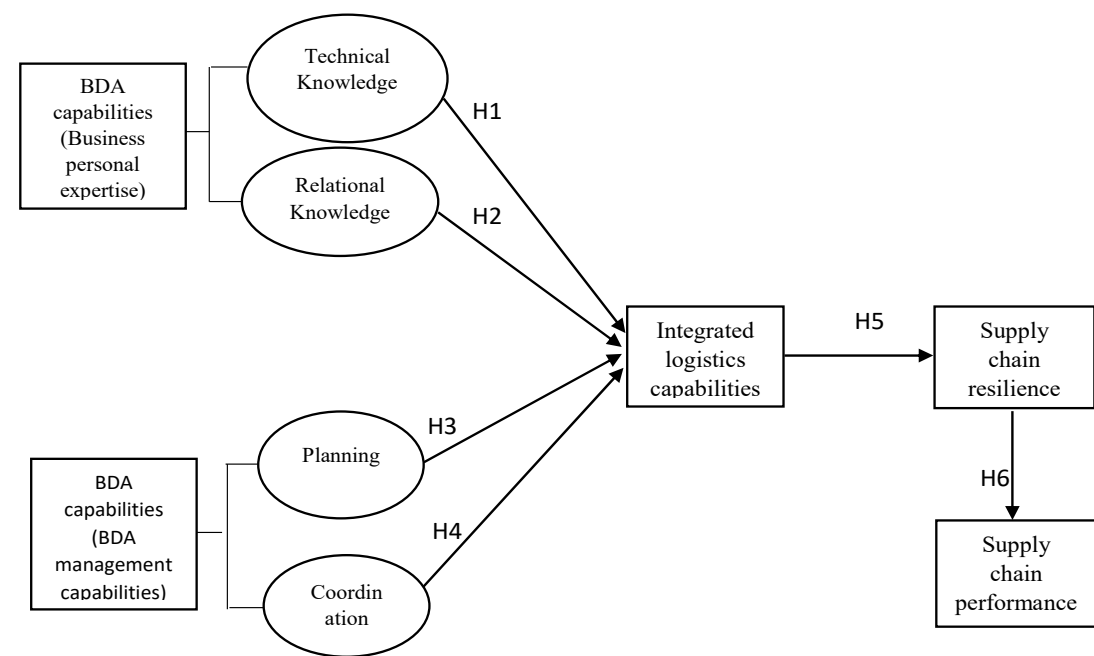 BDA
capabilities
(Business
personal
expertise)
Technical
Knowledge
Relational
Knowledge
H1
H2
BDA
capabilities
(BDA
management
capabilities)
Planning
Coordin
ation
H3
H4
Integrated
logistics
capabilities
H5
Supply
chain
resilience
H6
Supply
chain
performance